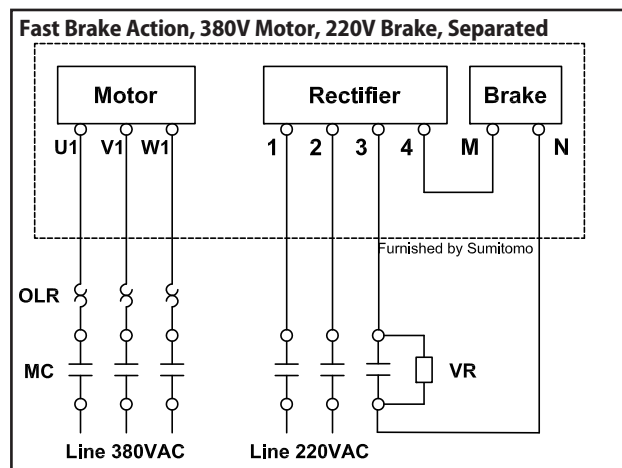 Fast Brake Action, 380V Motor, 220V Brake, Separated
Motor Rectifier Brake
U1 V1 W1 1 2 3 4 M N
Furnished by Sumitomo
OLR
MC VR
Line 380VAC Line 220VAC